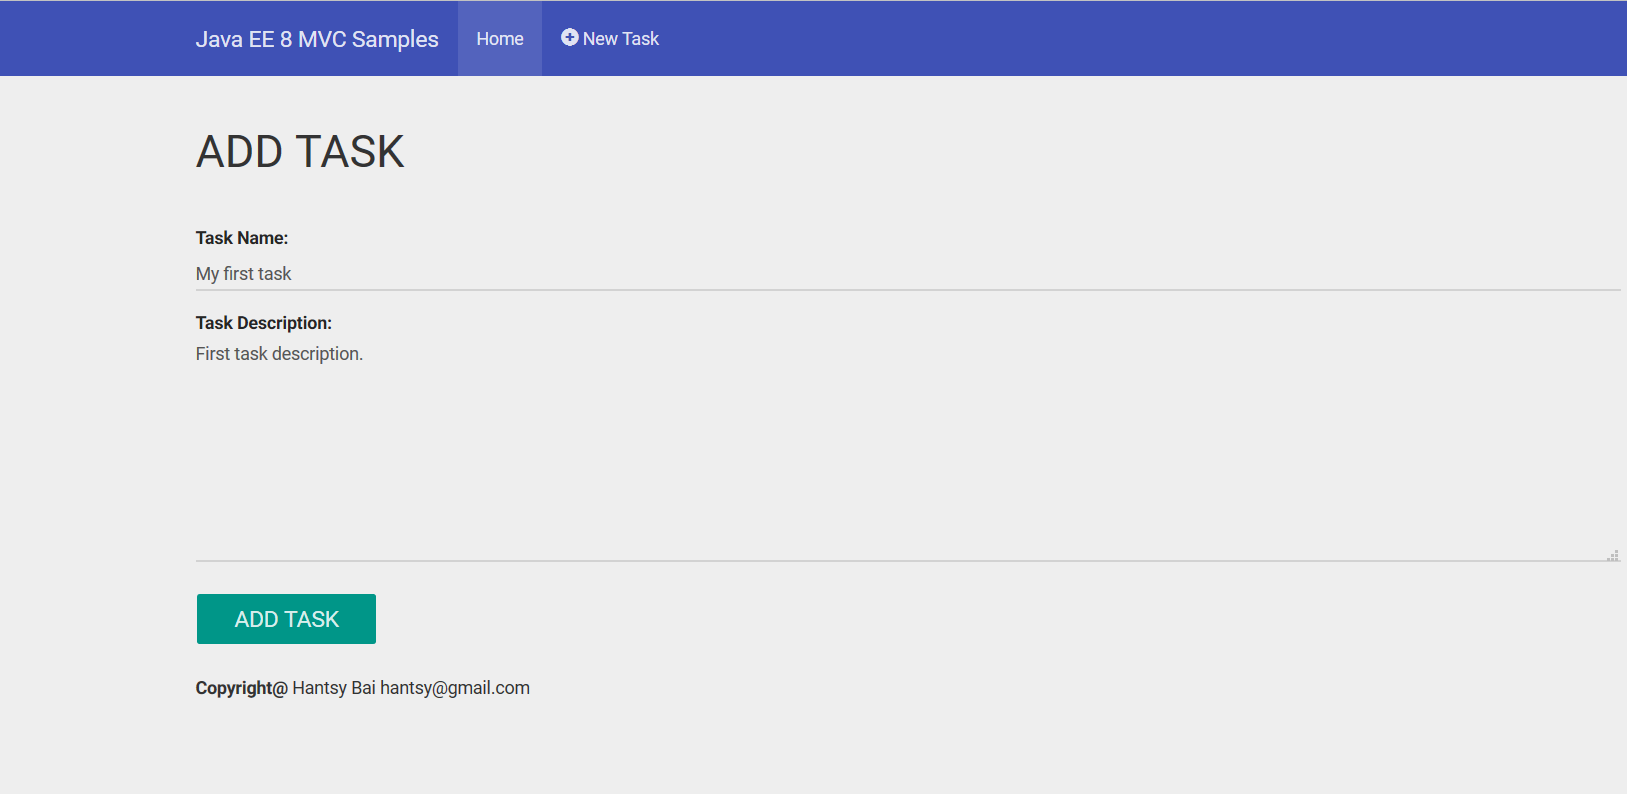 Java EE 8 MVC Samples Home New Task
ADD TASK
Task Name:
My first task
Task Description:
First task description.
ADD TASK
Copyright@ Hantsy Bai hantsy@gmail.com